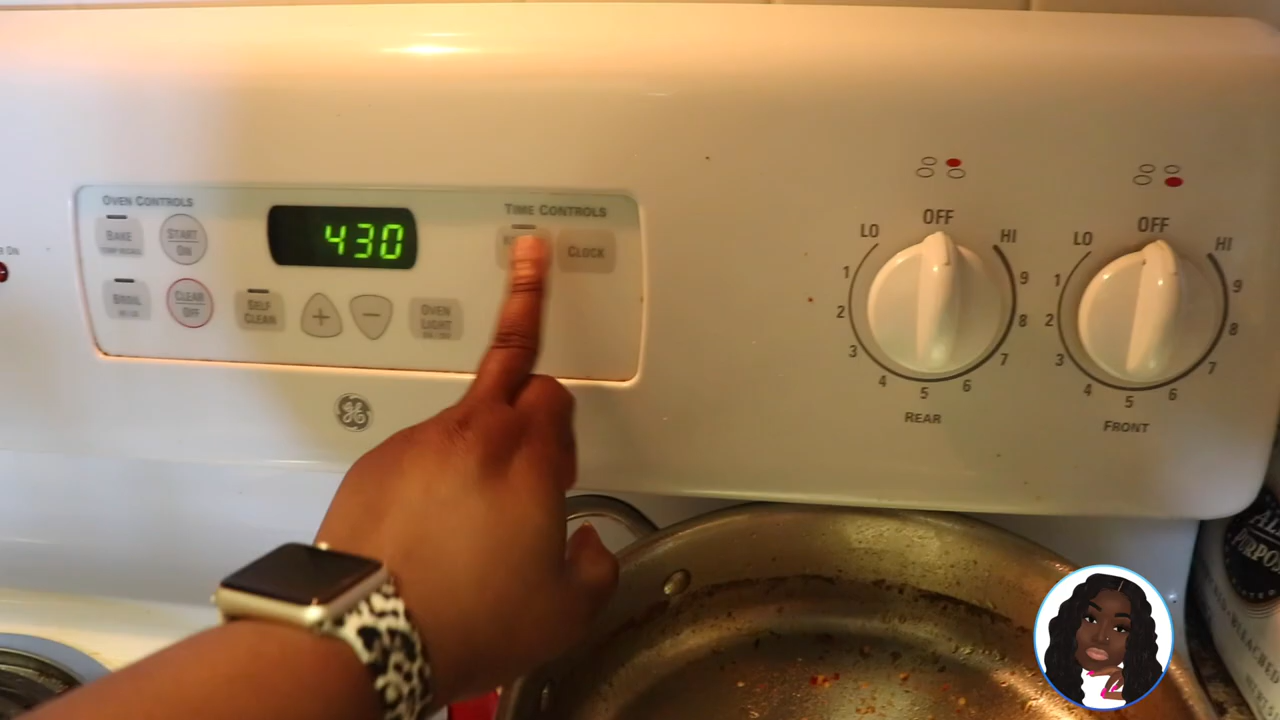 OVEN CONTROLS
BAKE
START
ON
430
TIME CONTROLS
CLOCK
BROIL
CLEAR
OFF
SELF
CLEAN
+
−
OVEN
LIGHT
GE
ON
OFF
LO
HI
1
2
3
4
5
6
7
8
9
REAR
OFF
LO
HI
1
2
3
4
5
6
7
8
9
FRONT